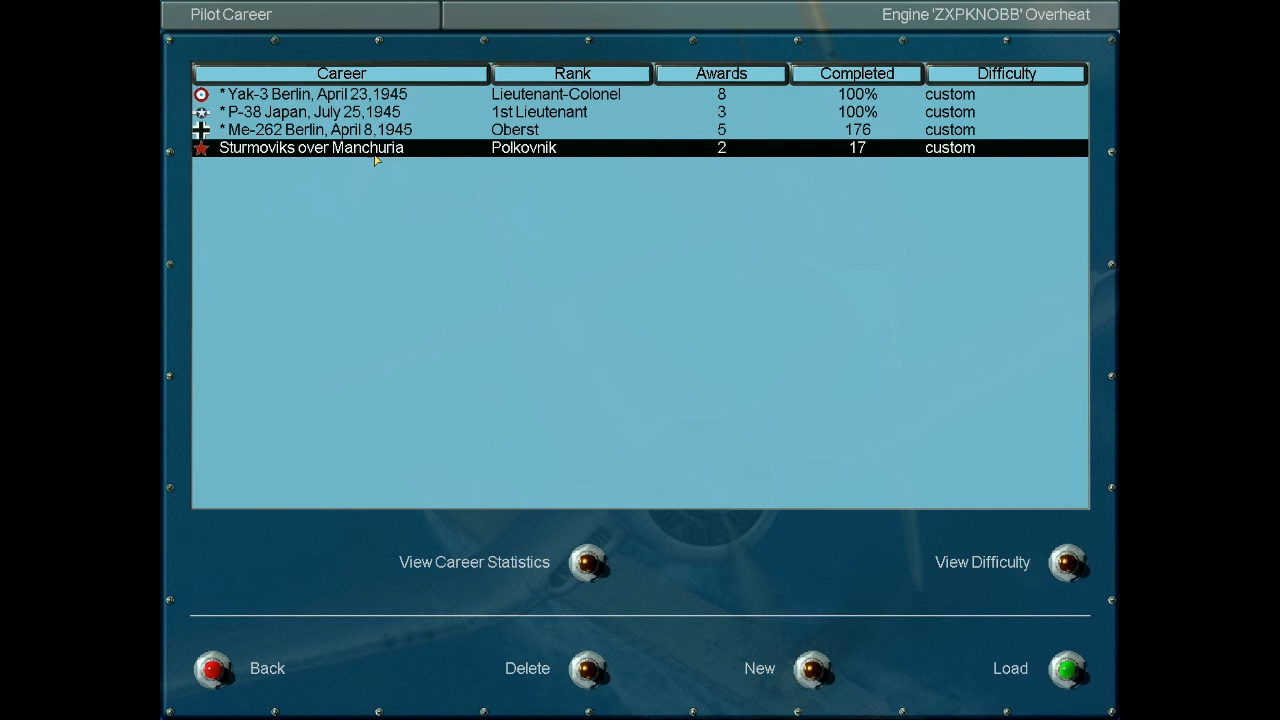 Pilot Career
Engine 'ZXPKNOBB' Overheat
Career Rank Awards Completed Difficulty
* Yak-3 Berlin, April 23,1945 Lieutenant-Colonel 8 100% custom
* P-38 Japan, July 25,1945 1st Lieutenant 3 100% custom
* Me-262 Berlin, April 8,1945 Oberst 5 176 custom
Sturmoviks over Manchuria Polkovnik 2 17 custom
View Career Statistics View Difficulty
Back Delete New Load